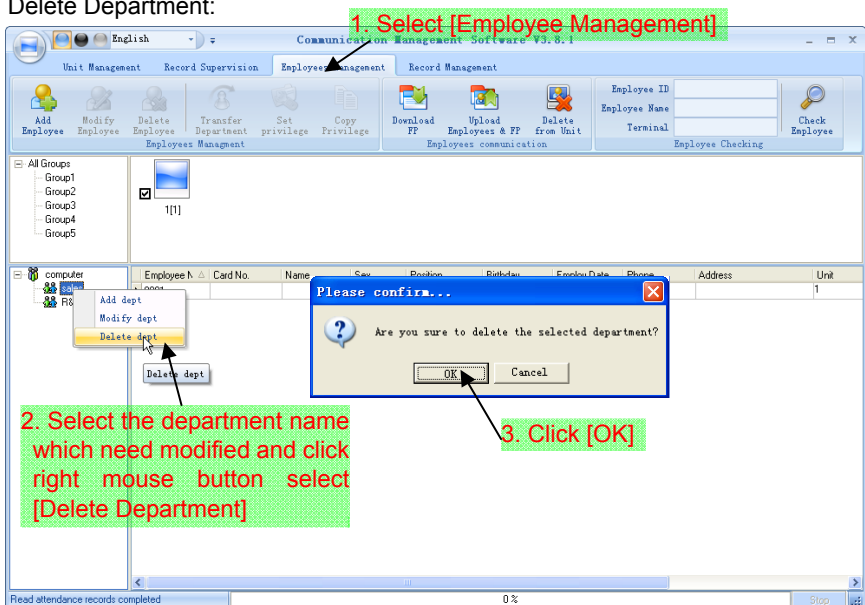 Delete Department:
1. Select [Employee Management]
English
Communication Management Software V3.8.1
Unit Management
Record Supervision
Employees Management
Record Management
Add Employee
Modify Employee
Delete Employee
Transfer Department
Set privilege
Copy Privilege
Employees Managment
Download FP
Upload Employees & FP
Delete from Unit
Employees communication
Employee ID
Employee Name
Terminal
Check Employee
Employee Checking
All Groups
Group1
Group2
Group3
Group4
Group5
1[1]
computer
sales
R&
Employee N
Card No.
Name
Sex
Position
Birthday
Employ Date
Phone
Address
Unit
0001
1
Add dept
Modify dept
Delete dept
Delete dept
Please confirm...
Are you sure to delete the selected department?
OK
Cancel
2. Select the department name
which need modified and click
right mouse button select
[Delete Department]
3. Click [OK]
Read attendance records completed
0%
Stop